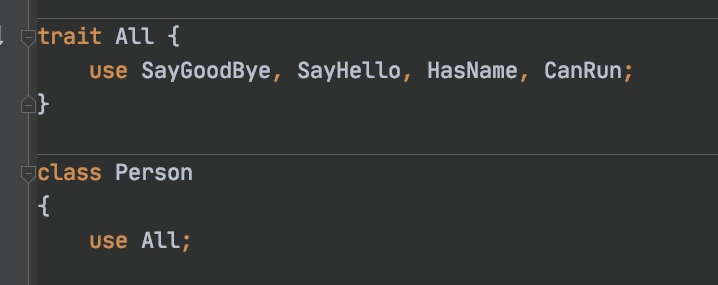 trait All {
    use SayGoodBye, SayHello, HasName, CanRun;
}
class Person
{
    use All;